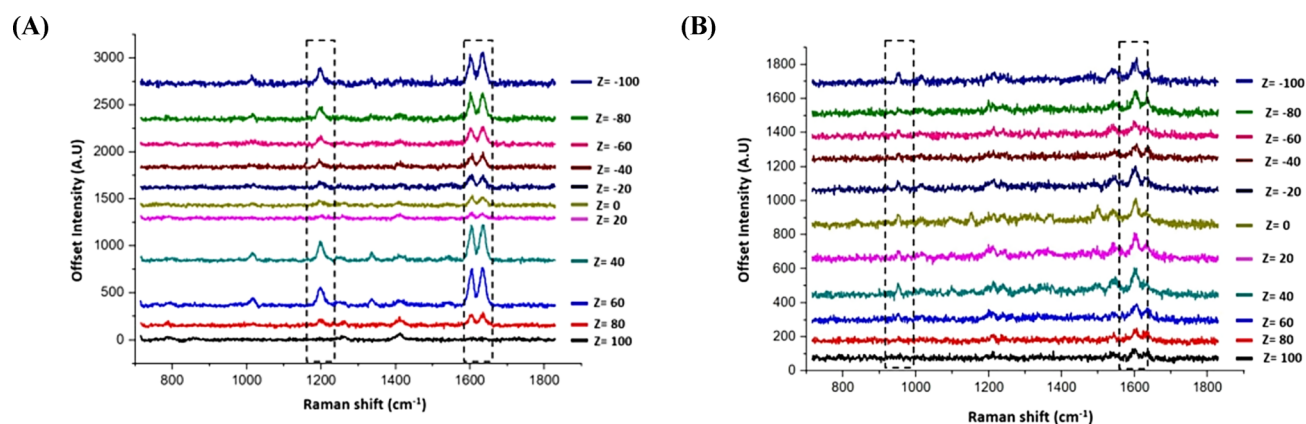 (A)
Offset Intensity (A.U)
3000
2500
2000
1500
1000
500
0
800 1000 1200 1400 1600 1800
Raman shift (cm⁻¹)
Z= -100
Z= -80
Z= -60
Z= -40
Z= -20
Z= 0
Z= 20
Z= 40
Z= 60
Z= 80
Z= 100
(B)
Offset Intensity (A.U)
1800
1600
1400
1200
1000
800
600
400
200
0
800 1000 1200 1400 1600 1800
Raman shift (cm⁻¹)
Z= -100
Z= -80
Z= -60
Z= -40
Z= -20
Z= 0
Z= 20
Z= 40
Z= 60
Z= 80
Z= 100